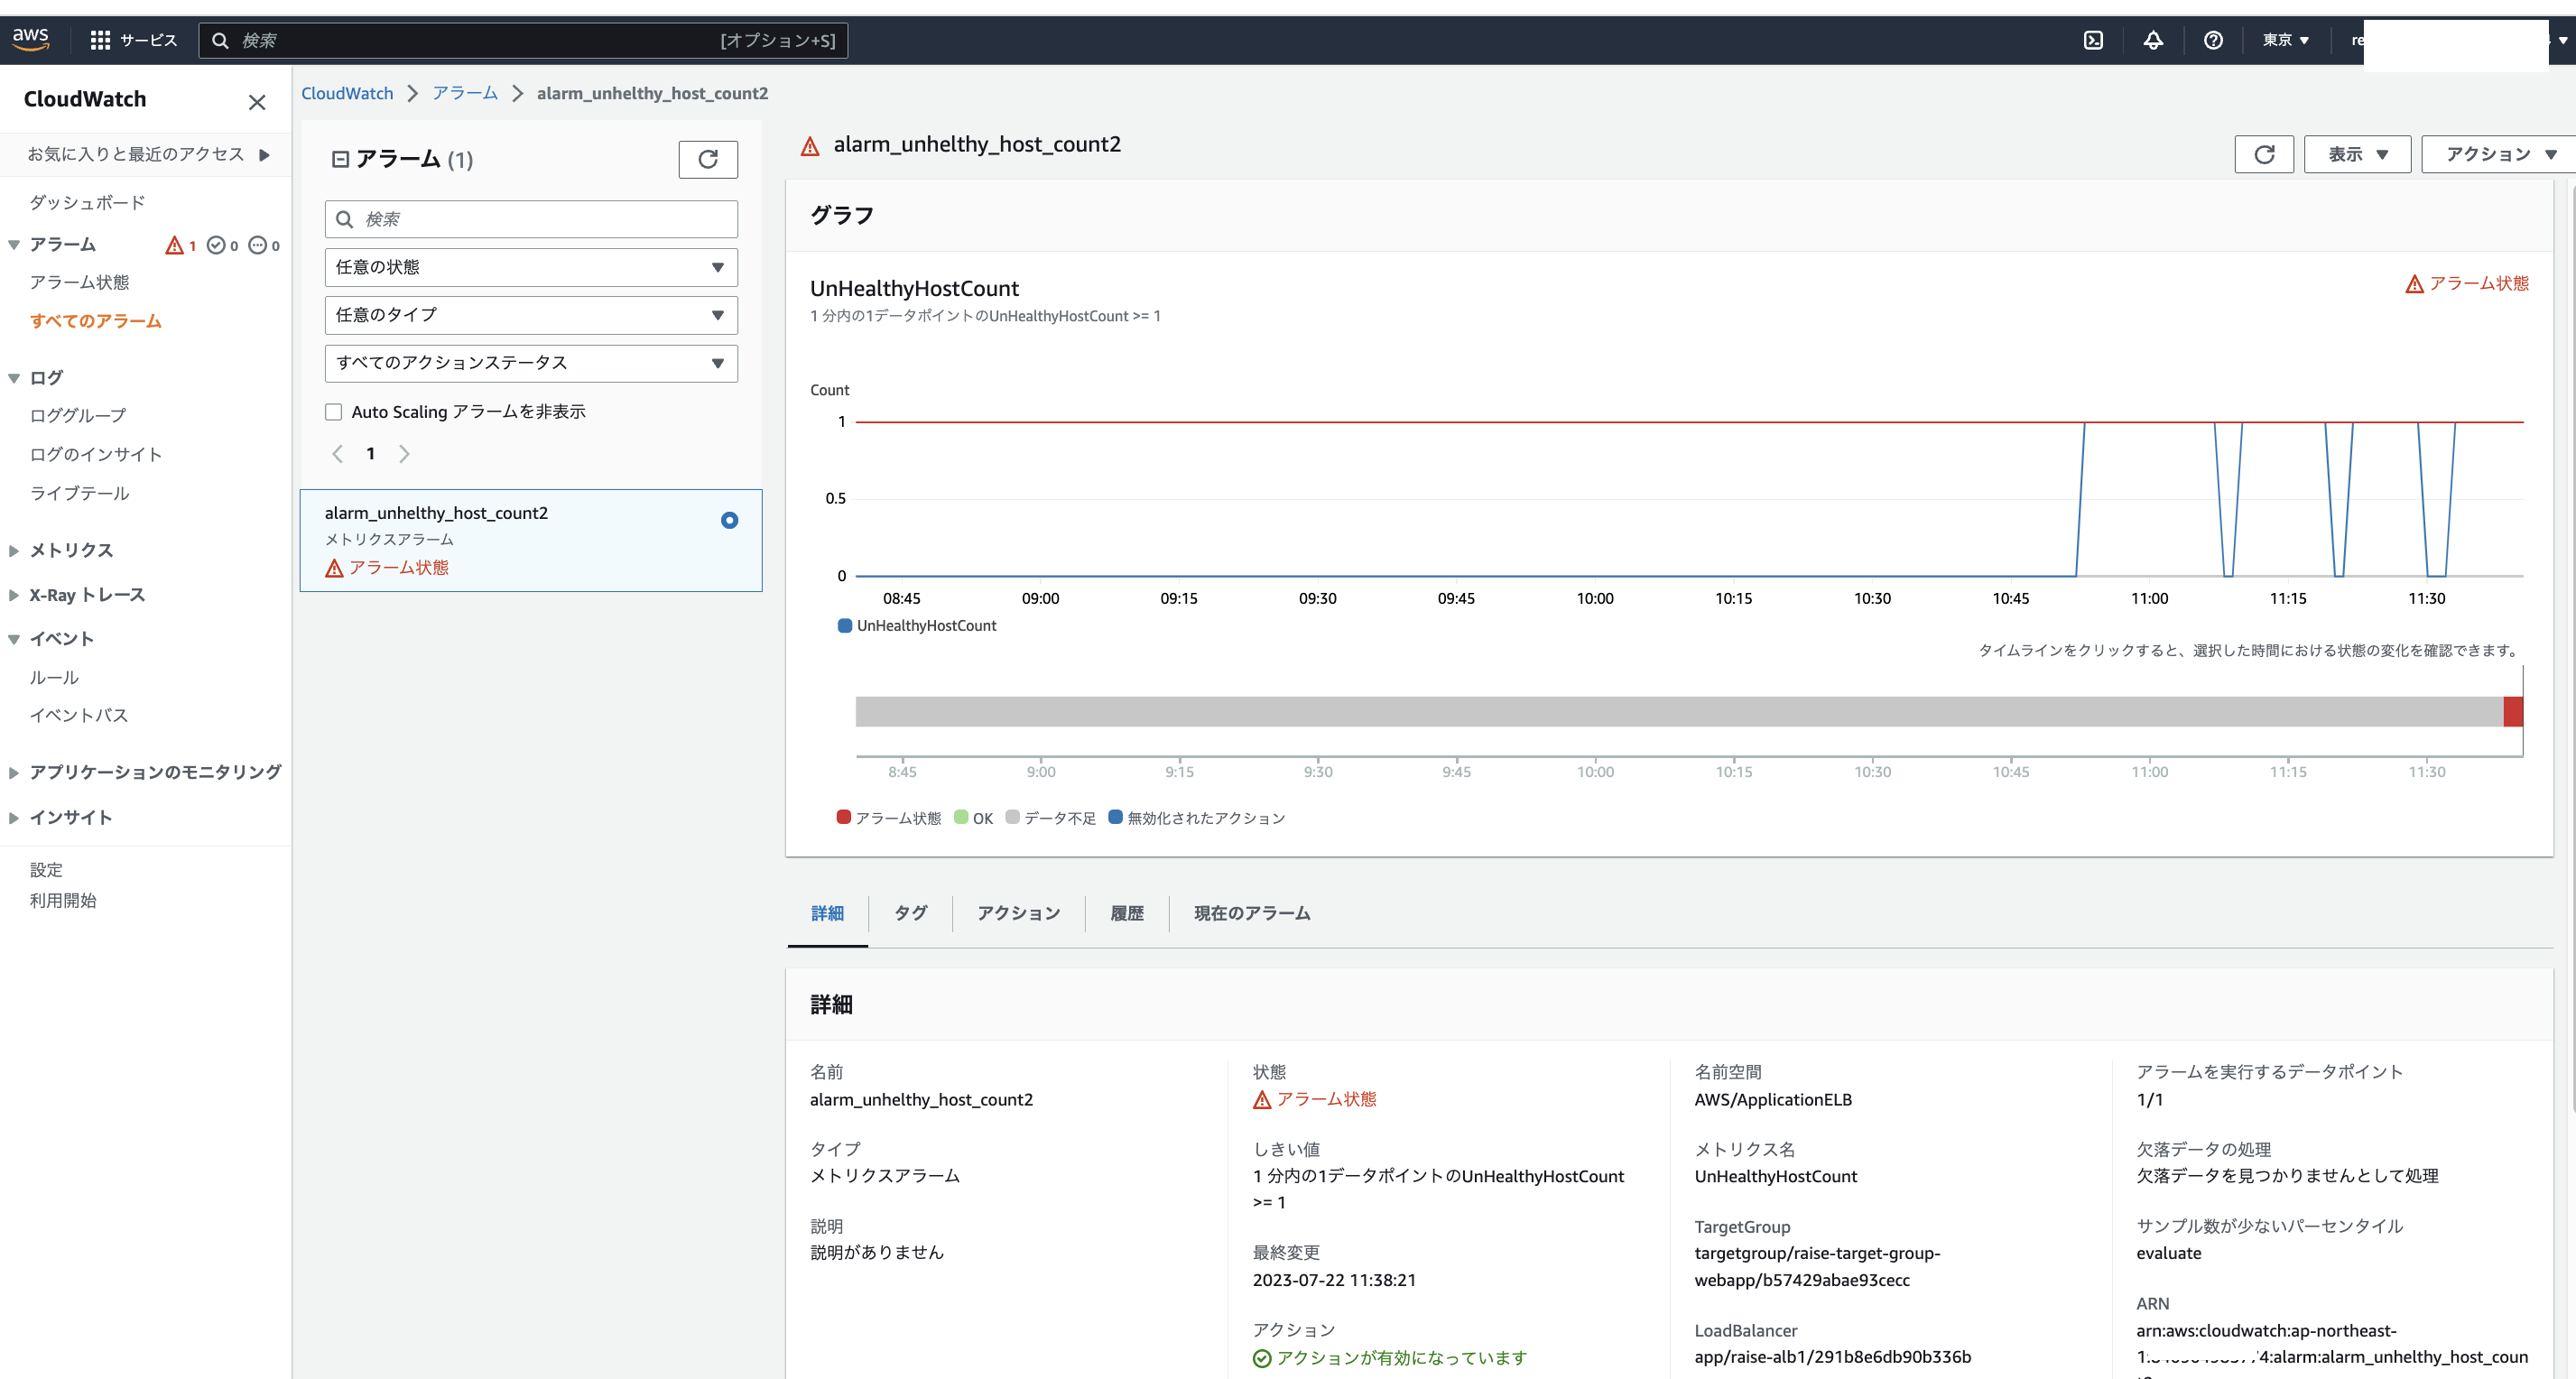 aws
サービス
検索
[オプション+S]
東京
re
CloudWatch
お気に入りと最近のアクセス
ダッシュボード
アラーム
1
0
0
アラーム状態
すべてのアラーム
ログ
ロググループ
ログのインサイト
ライブテール
メトリクス
X-Ray トレース
イベント
ルール
イベントバス
アプリケーションのモニタリング
インサイト
設定
利用開始
CloudWatch
アラーム
alarm_unhelthy_host_count2
アラーム (1)
検索
任意の状態
任意のタイプ
すべてのアクションステータス
Auto Scaling アラームを非表示
1
alarm_unhelthy_host_count2
メトリクスアラーム
アラーム状態
alarm_unhelthy_host_count2
表示
アクション
グラフ
UnHealthyHostCount
アラーム状態
1 分内の1データポイントのUnHealthyHostCount >= 1
Count
1
0.5
0
08:45
09:00
09:15
09:30
09:45
10:00
10:15
10:30
10:45
11:00
11:15
11:30
UnHealthyHostCount
タイムラインをクリックすると、選択した時間における状態の変化を確認できます。
8:45
9:00
9:15
9:30
9:45
10:00
10:15
10:30
10:45
11:00
11:15
11:30
アラーム状態
OK
データ不足
無効化されたアクション
詳細
タグ
アクション
履歴
現在のアラーム
詳細
名前
alarm_unhelthy_host_count2
タイプ
メトリクスアラーム
説明
説明がありません
状態
アラーム状態
しきい値
1 分内の1データポイントのUnHealthyHostCount
>= 1
最終変更
2023-07-22 11:38:21
アクション
アクションが有効になっています
名前空間
AWS/ApplicationELB
メトリクス名
UnHealthyHostCount
TargetGroup
targetgroup/raise-target-group-
webapp/b57429abae93cecc
LoadBalancer
app/raise-alb1/291b8e6db90b336b
アラームを実行するデータポイント
1/1
欠落データの処理
欠落データを見つかりませんとして処理
サンプル数が少ないパーセンタイル
evaluate
ARN
arn:aws:cloudwatch:ap-northeast-
:alarm:alarm_unhelthy_host_coun